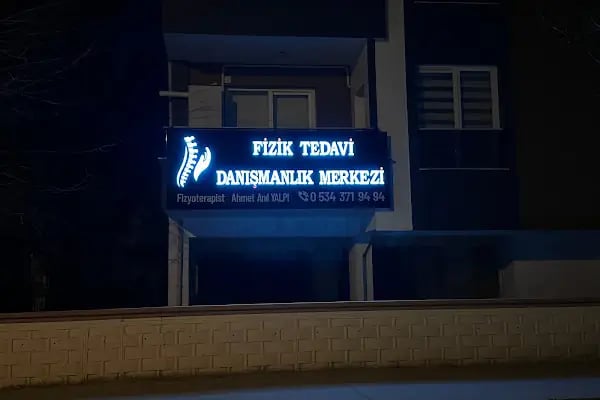 FİZİK TEDAVİ
DANIŞMANLIK MERKEZİ
Fizyoterapist Ahmet Anıl YALPI 0 534 371 94 94